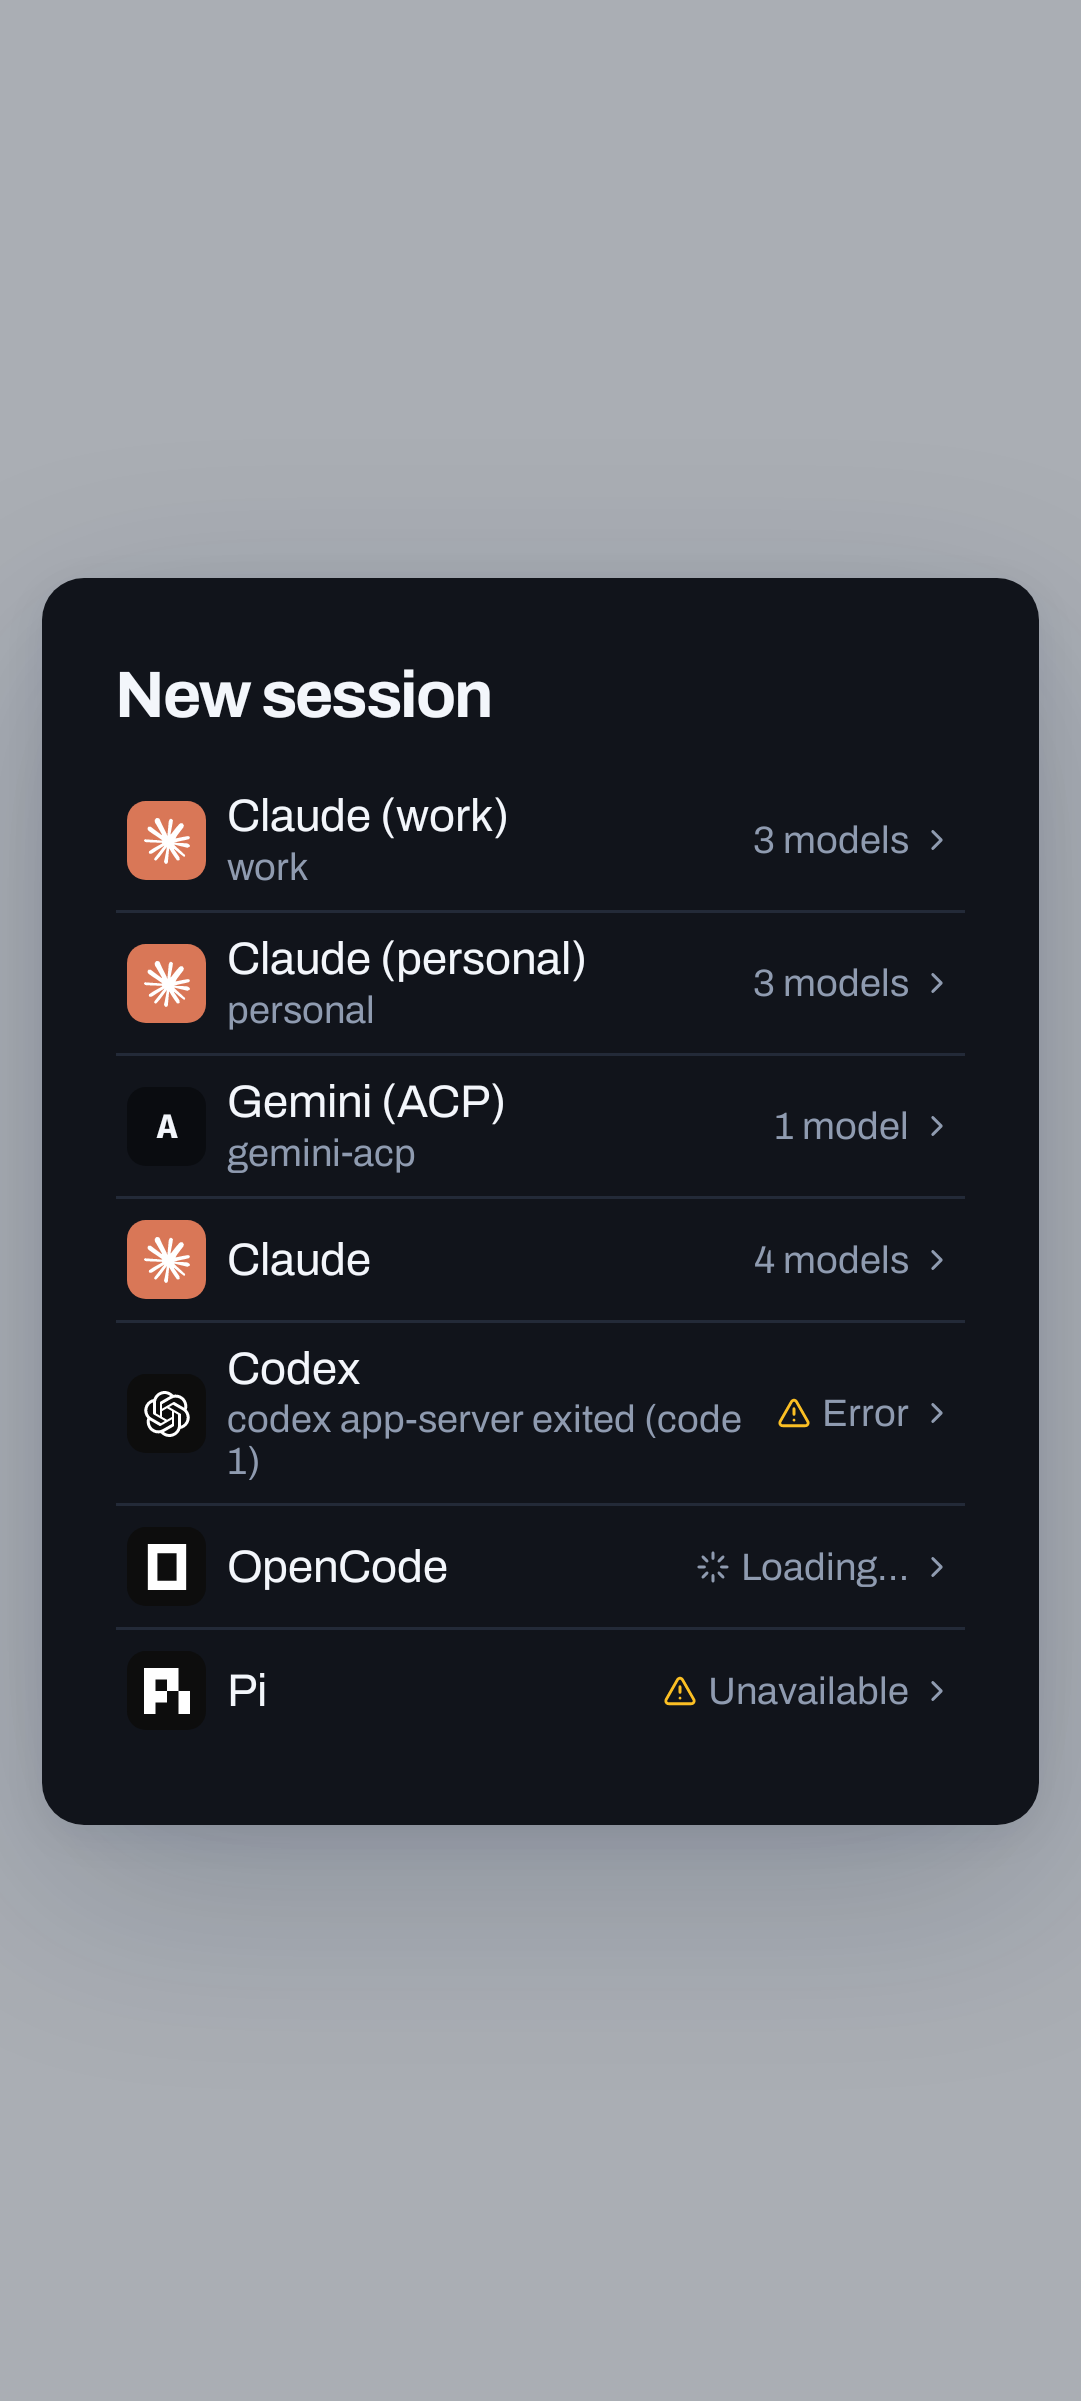 New session
Claude (work)
work
3 models
Claude (personal)
personal
3 models
A
Gemini (ACP)
gemini-acp
1 model
Claude
4 models
Codex
codex app-server exited (code
1)
Error
OpenCode
Loading...
Pi
Unavailable